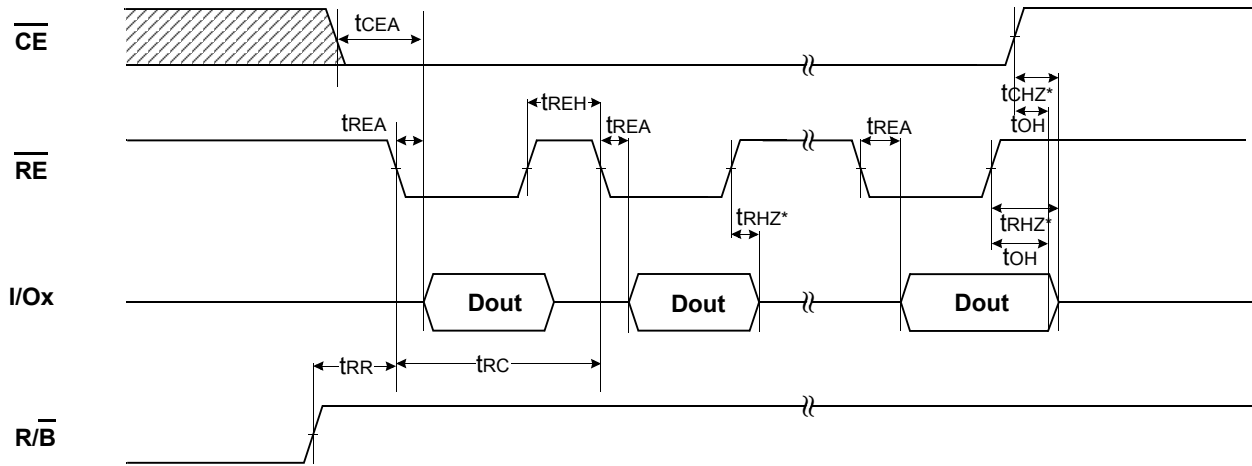 CE
tCEA
tCHZ*
tREH
tREA
tREA
tREA
tOH
RE
tRHZ*
tRHZ*
tOH
I/Ox
Dout
Dout
Dout
tRR
tRC
R/B